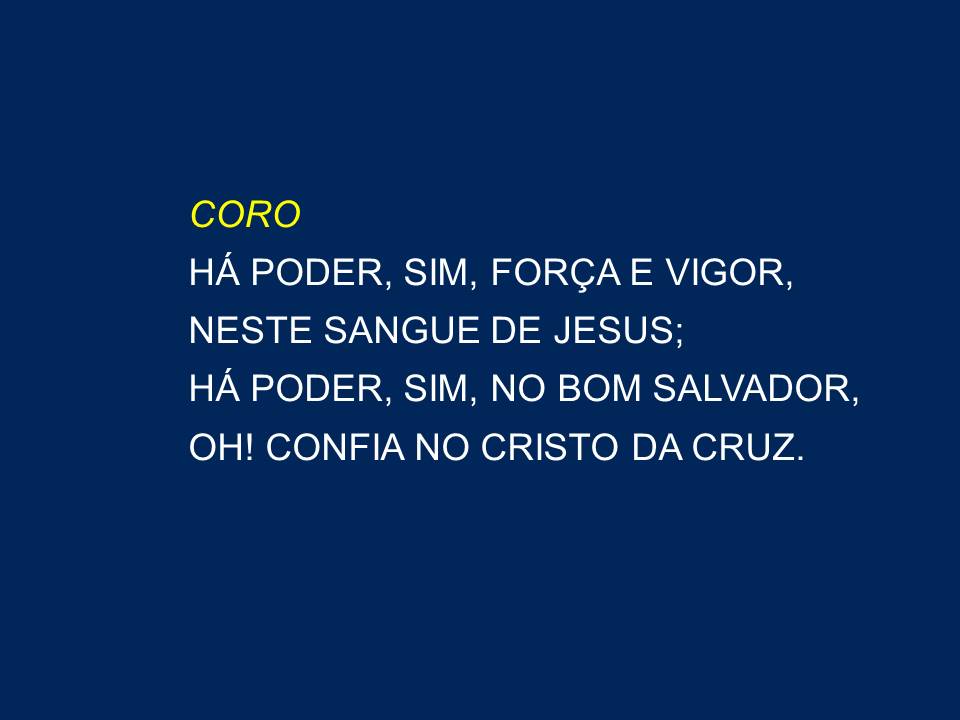 CORO
HÁ PODER, SIM, FORÇA E VIGOR,
NESTE SANGUE DE JESUS;
HÁ PODER, SIM, NO BOM SALVADOR,
OH! CONFIA NO CRISTO DA CRUZ.